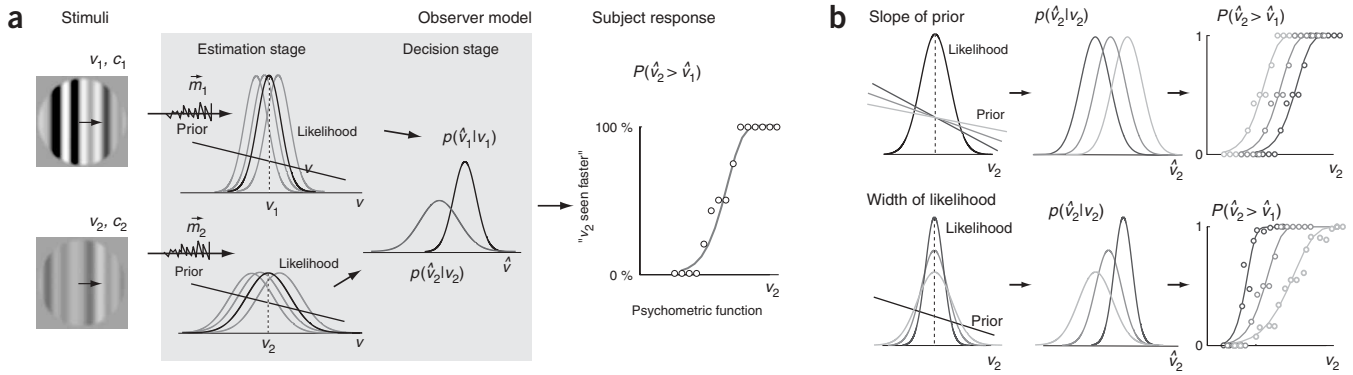 a
Stimuli
Observer model
Subject response
v₁, c₁
Estimation stage
Decision stage
m⃗₁
Prior
Likelihood
v
v₁
v
p(v̂₁|v₁)
P(v̂₂ > v̂₁)
100 %
"v₂ seen faster"
0 %
v₂
Psychometric function
v₂, c₂
m⃗₂
Prior
Likelihood
v₂
v
p(v̂₂|v₂)
v̂
b
Slope of prior
Likelihood
Prior
v₂
p(v̂₂|v₂)
v̂₂
P(v̂₂ > v̂₁)
1
0
v₂
Width of likelihood
Likelihood
Prior
v₂
p(v̂₂|v₂)
v̂₂
P(v̂₂ > v̂₁)
1
0
v₂